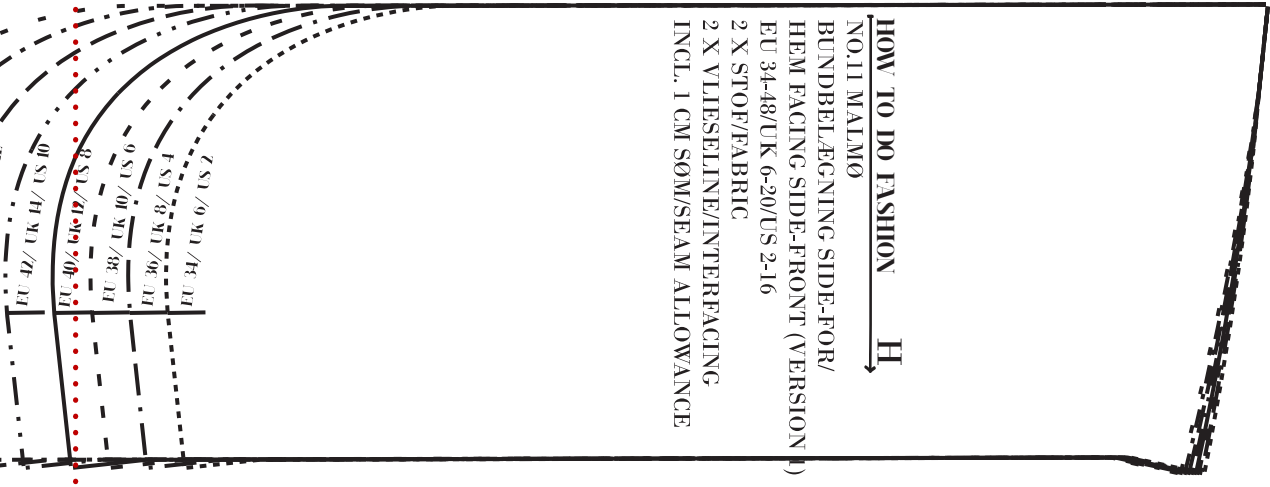 HOW TO DO FASHION H
NO.11 MALMØ
BUNDBELÆGNING SIDE-FOR/
HEM FACING SIDE-FRONT (VERSION 1)
EU 34-48/UK 6-20/US 2-16
2 X STOF/FABRIC
2 X VLIESELINE/INTERFACING
INCL. 1 CM SØM/SEAM ALLOWANCE
EU 34/ UK 6/ US 2
EU 36/ UK 8/ US 4
EU 38/ UK 10/ US 6
EU 40/ UK 12/ US 8
EU 42/ UK 14/ US 10